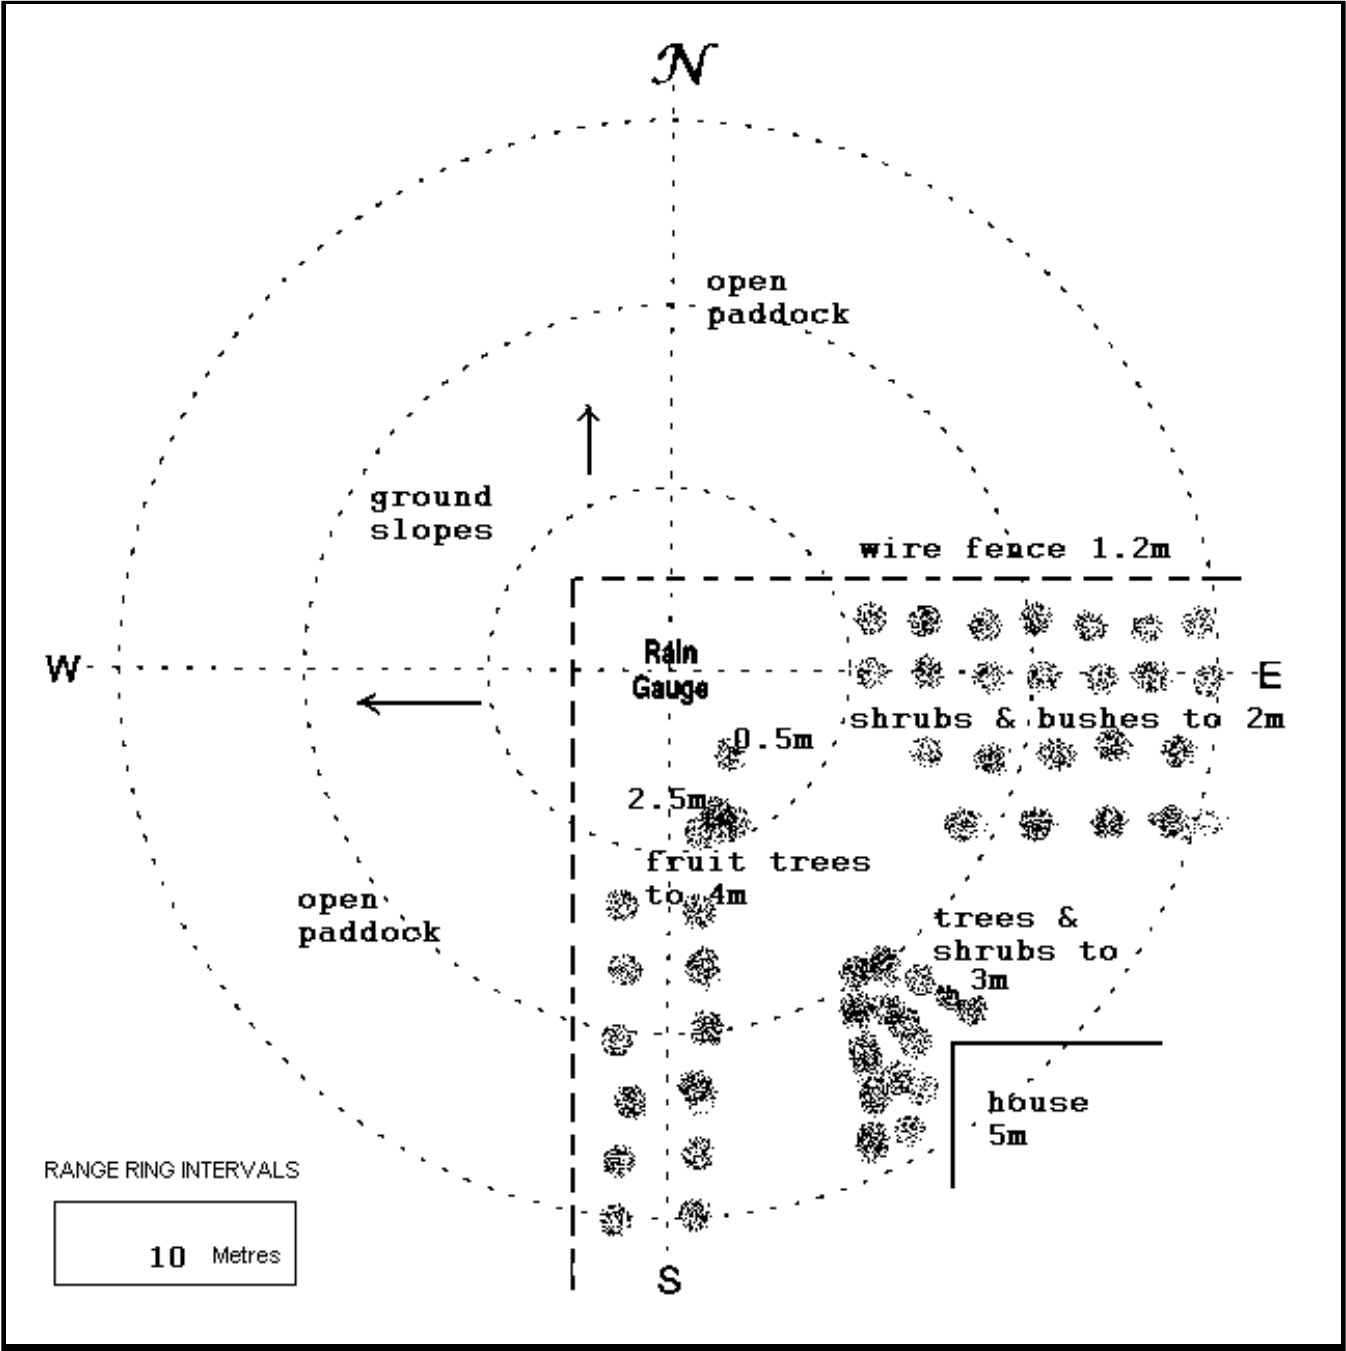 N
open
paddock
ground
slopes
wire fence 1.2m
Rain
Gauge
W
E
shrubs & bushes to 2m
0.5m
2.5m
fruit trees
to 4m
open
paddock
trees &
shrubs to
3m
house
5m
RANGE RING INTERVALS
10 Metres
S